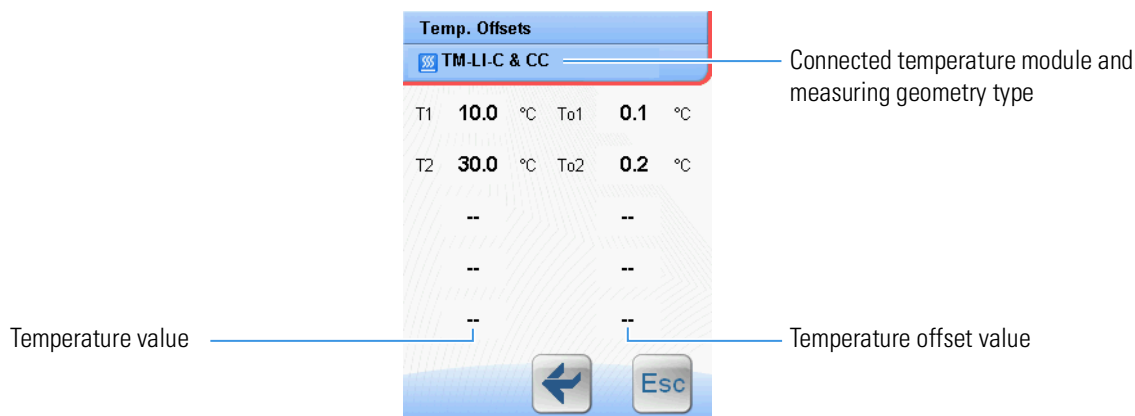 Temp. Offsets
TM-LI-C & CC
Connected temperature module and
measuring geometry type
T1 10.0 °C To1 0.1 °C
T2 30.0 °C To2 0.2 °C
-- --
-- --
Temperature value -- -- Temperature offset value
Esc